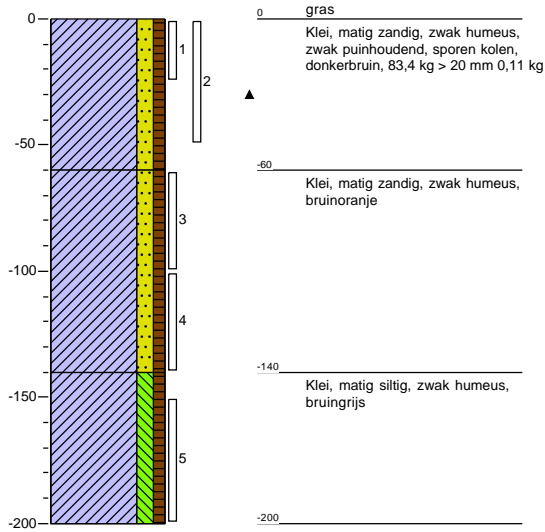 0
-50
-100
-150
-200
1
2
3
4
5
0
gras
Klei, matig zandig, zwak humeus,
zwak puinhoudend, sporen kolen,
donkerbruin, 83,4 kg > 20 mm 0,11 kg
-60
Klei, matig zandig, zwak humeus,
bruinoranje
-140
Klei, matig siltig, zwak humeus,
bruingrijs
-200